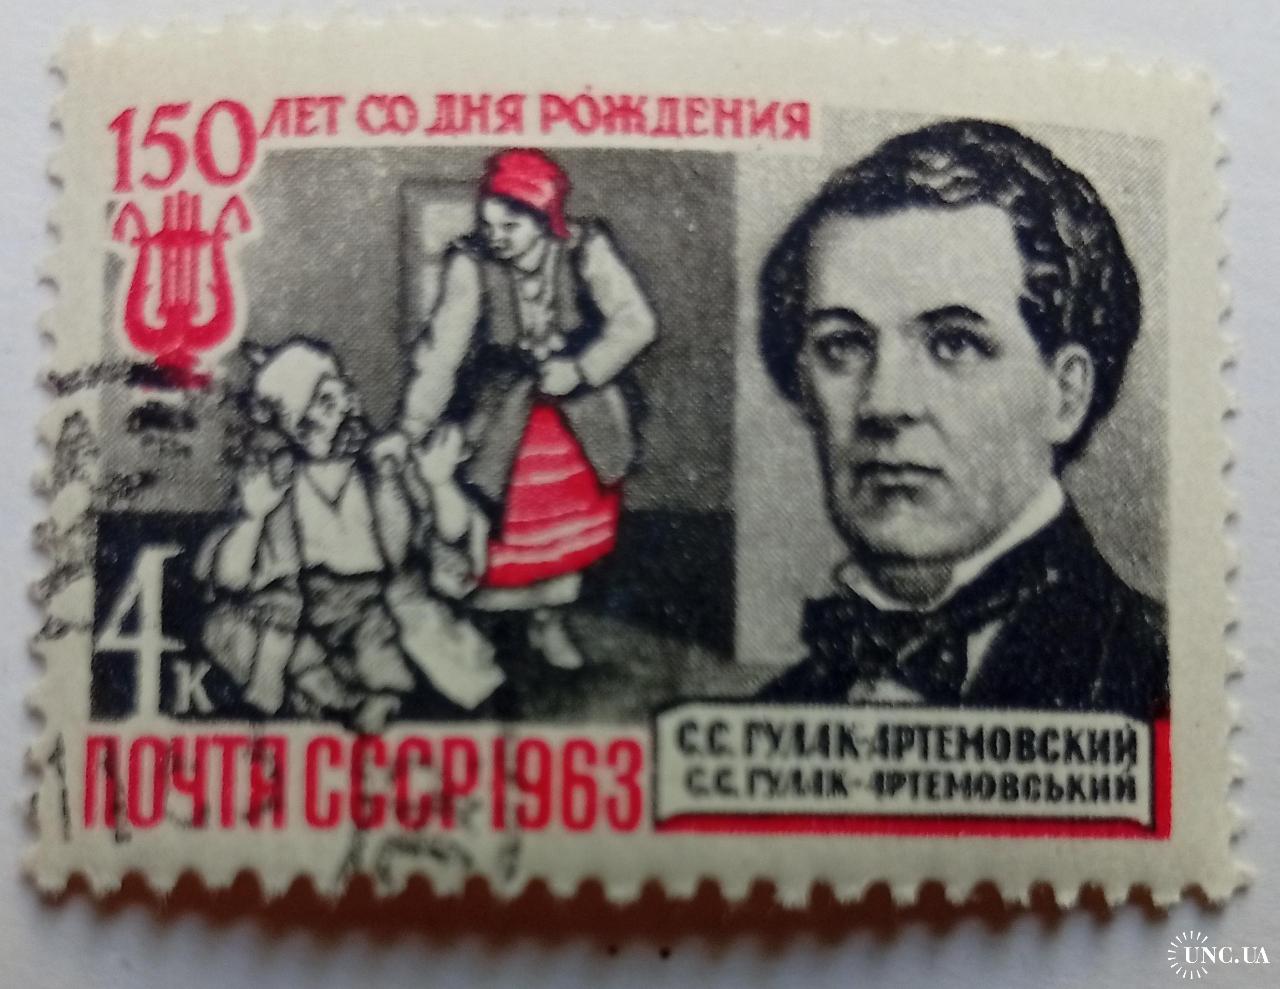 150 ЛЕТ СО ДНЯ РОЖДЕНИЯ
4 К
ПОЧТА СССР 1963
С.С. ГУЛАК-АРТЕМОВСКИЙ
С.С. ГУЛАК-АРТЕМОВСЬКИЙ
UNC.UA